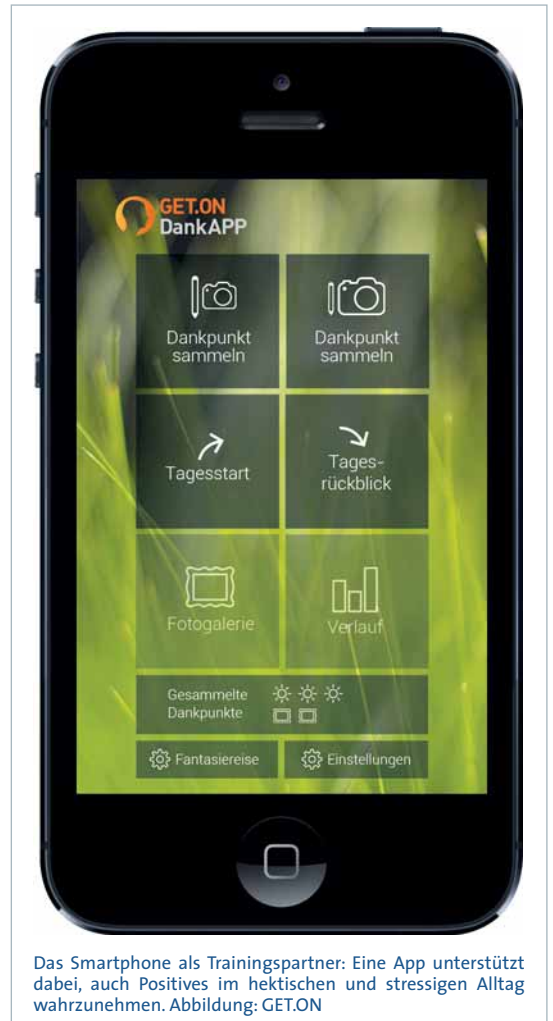 GET.ON
DankAPP
Dankpunkt
sammeln
Dankpunkt
sammeln
Tagesstart
Tages-
rückblick
Fotogalerie
Verlauf
Gesammelte
Dankpunkte
Fantasiereise
Einstellungen
Das Smartphone als Trainingspartner: Eine App unterstützt
dabei, auch Positives im hektischen und stressigen Alltag
wahrzunehmen. Abbildung: GET.ON